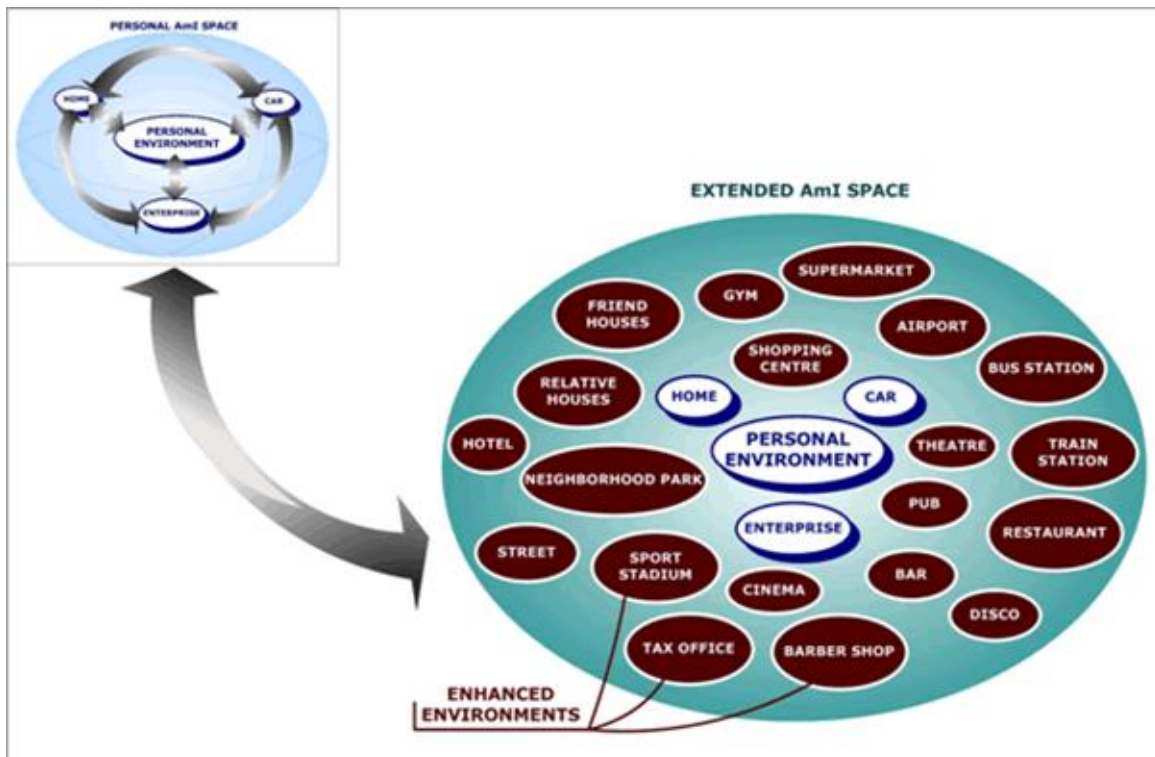 PERSONAL AmI SPACE
HOME
CAR
PERSONAL
ENVIRONMENT
ENTERPRISE
EXTENDED AmI SPACE
SUPERMARKET
GYM
FRIEND
HOUSES
AIRPORT
SHOPPING
CENTRE
BUS STATION
RELATIVE
HOUSES
HOME
CAR
HOTEL
PERSONAL
ENVIRONMENT
THEATRE
TRAIN
STATION
NEIGHBORHOOD PARK
PUB
ENTERPRISE
RESTAURANT
STREET
SPORT
STADIUM
CINEMA
BAR
DISCO
TAX OFFICE
BARBER SHOP
ENHANCED
ENVIRONMENTS